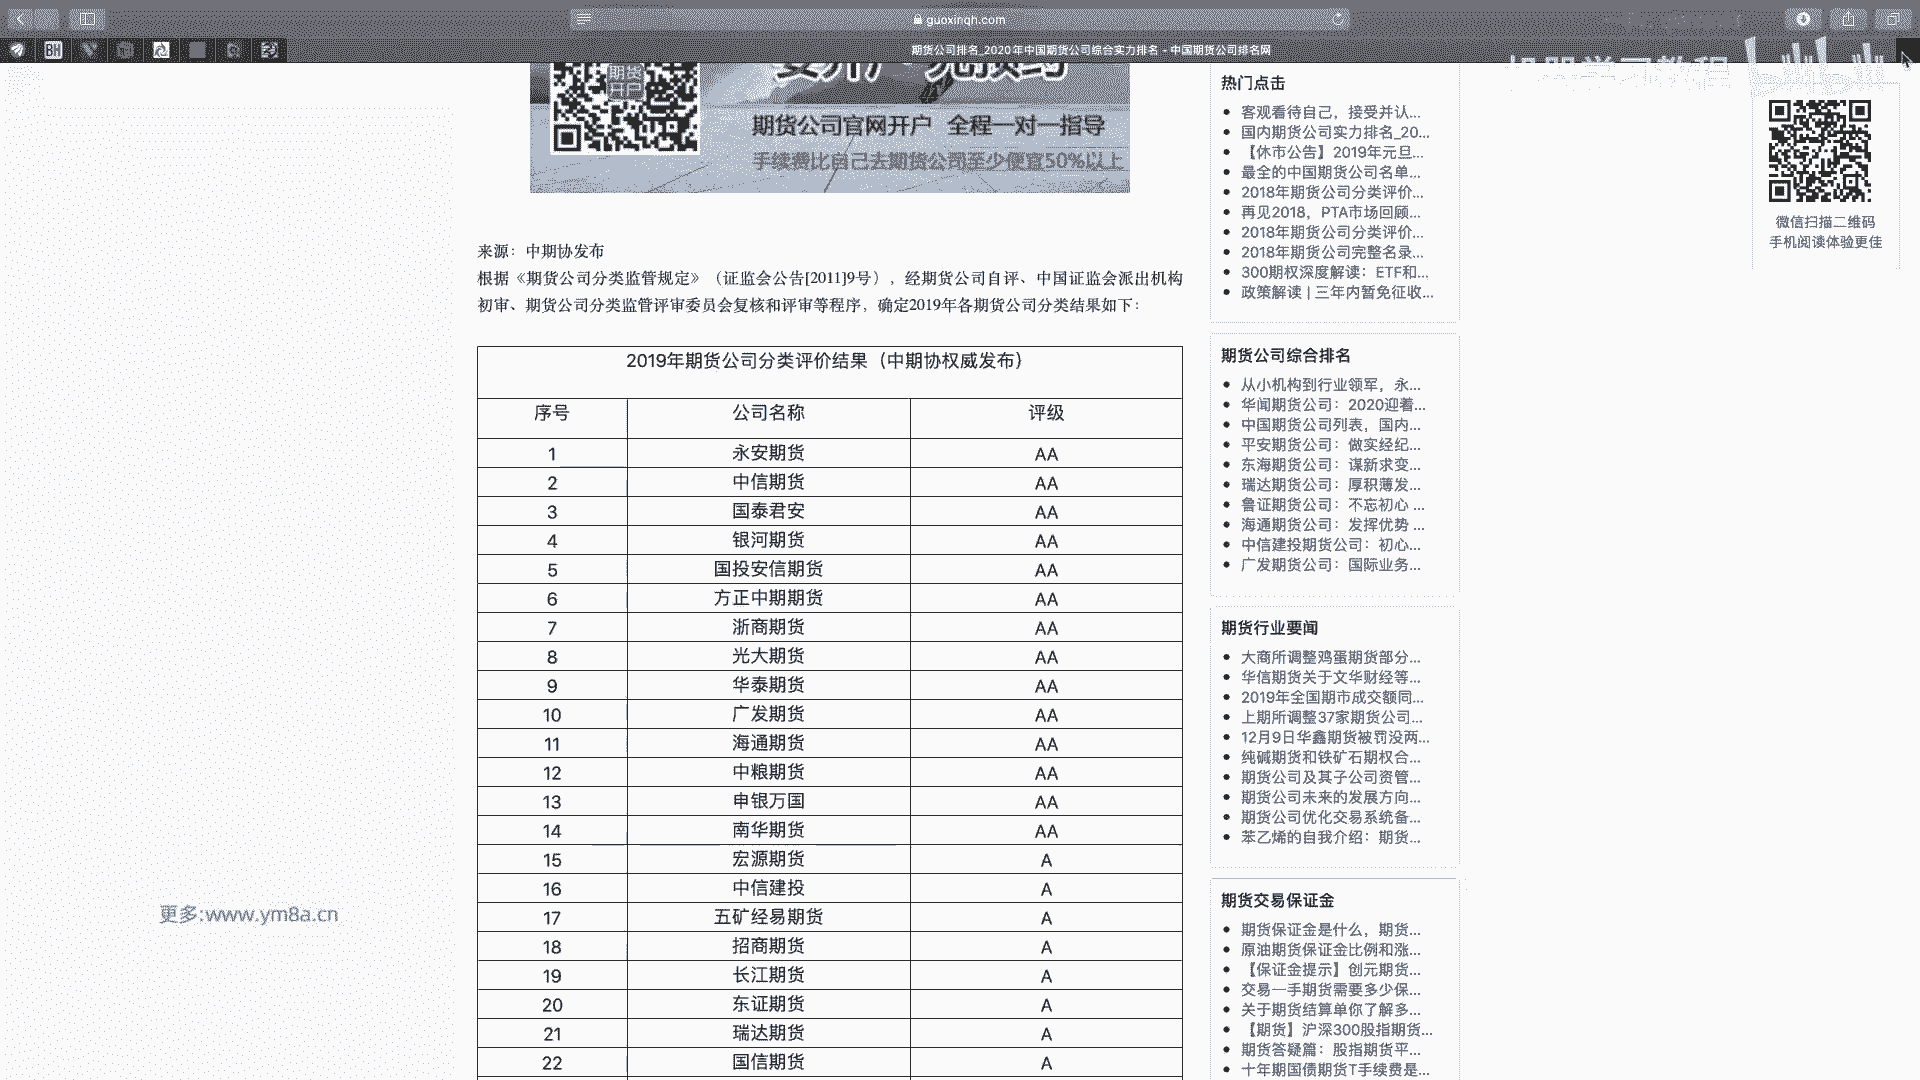 guoxinqh.com
BH
期货公司排名_2020年中国期货公司综合实力排名 - 中国期货公司排名网
机器学习教程
期货
开户
要开户 免预约
期货公司官网开户 全程一对一指导
手续费比自己去期货公司至少便宜50%以上
来源：中期协发布
根据《期货公司分类监管规定》（证监会公告[2011]9号），经期货公司自评、中国证监会派出机构
初审、期货公司分类监管评审委员会复核和评审等程序，确定2019年各期货公司分类结果如下：
2019年期货公司分类评价结果（中期协权威发布）
序号 公司名称 评级
1 永安期货 AA
2 中信期货 AA
3 国泰君安 AA
4 银河期货 AA
5 国投安信期货 AA
6 方正中期期货 AA
7 浙商期货 AA
8 光大期货 AA
9 华泰期货 AA
10 广发期货 AA
11 海通期货 AA
12 中粮期货 AA
13 申银万国 AA
14 南华期货 AA
15 宏源期货 A
16 中信建投 A
17 五矿经易期货 A
18 招商期货 A
19 长江期货 A
20 东证期货 A
21 瑞达期货 A
22 国信期货 A
热门点击
客观看待自己，接受并认...
国内期货公司实力排名_20...
【休市公告】2019年元旦...
最全的中国期货公司名单...
2018年期货公司分类评价...
再见2018，PTA市场回顾...
2018年期货公司分类评价...
2018年期货公司完整名录...
300期权深度解读：ETF和...
政策解读 | 三年内暂免征收...
期货公司综合排名
从小机构到行业领军，永...
华闻期货公司：2020迎着...
中国期货公司列表，国内...
平安期货公司：做实经纪...
东海期货公司：谋新求变...
瑞达期货公司：厚积薄发...
鲁证期货公司：不忘初心 ...
海通期货公司：发挥优势 ...
中信建投期货公司：初心...
广发期货公司：国际业务...
期货行业要闻
大商所调整鸡蛋期货部分...
华信期货关于文华财经等...
2019年全国期市成交额同...
上期所调整37家期货公司...
12月9日华鑫期货被罚没两...
纯碱期货和铁矿石期权合...
期货公司及其子公司资管...
期货公司未来的发展方向...
期货公司优化交易系统备...
苯乙烯的自我介绍：期货...
期货交易保证金
期货保证金是什么，期货...
原油期货保证金比例和涨...
【保证金提示】创元期货...
交易一手期货需要多少保...
关于期货结算单你了解多...
【期货】沪深300股指期货...
期货答疑篇：股指期货平...
十年期国债期货T手续费是...
微信扫描二维码
手机阅读体验更佳
更多:www.ym8a.cn